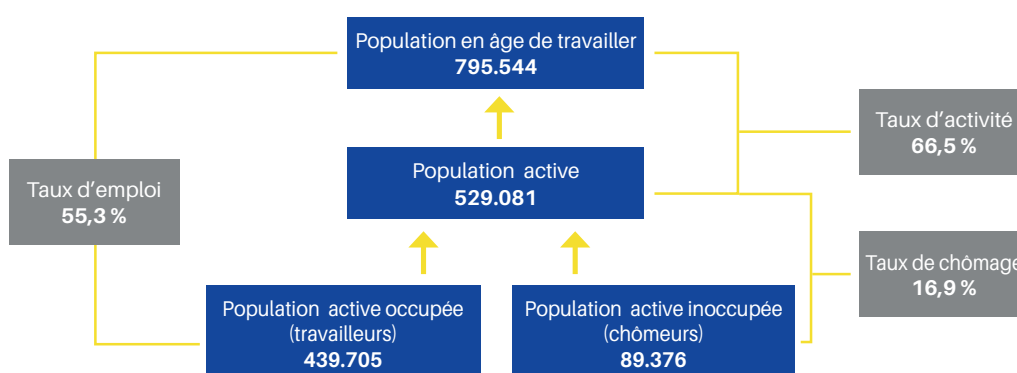 Population en âge de travailler
795.544
Taux d'activité
66,5 %
Population active
529.081
Taux d'emploi
55,3 %
Taux de chômage
16,9 %
Population active occupée
(travailleurs)
439.705
Population active inoccupée
(chômeurs)
89.376